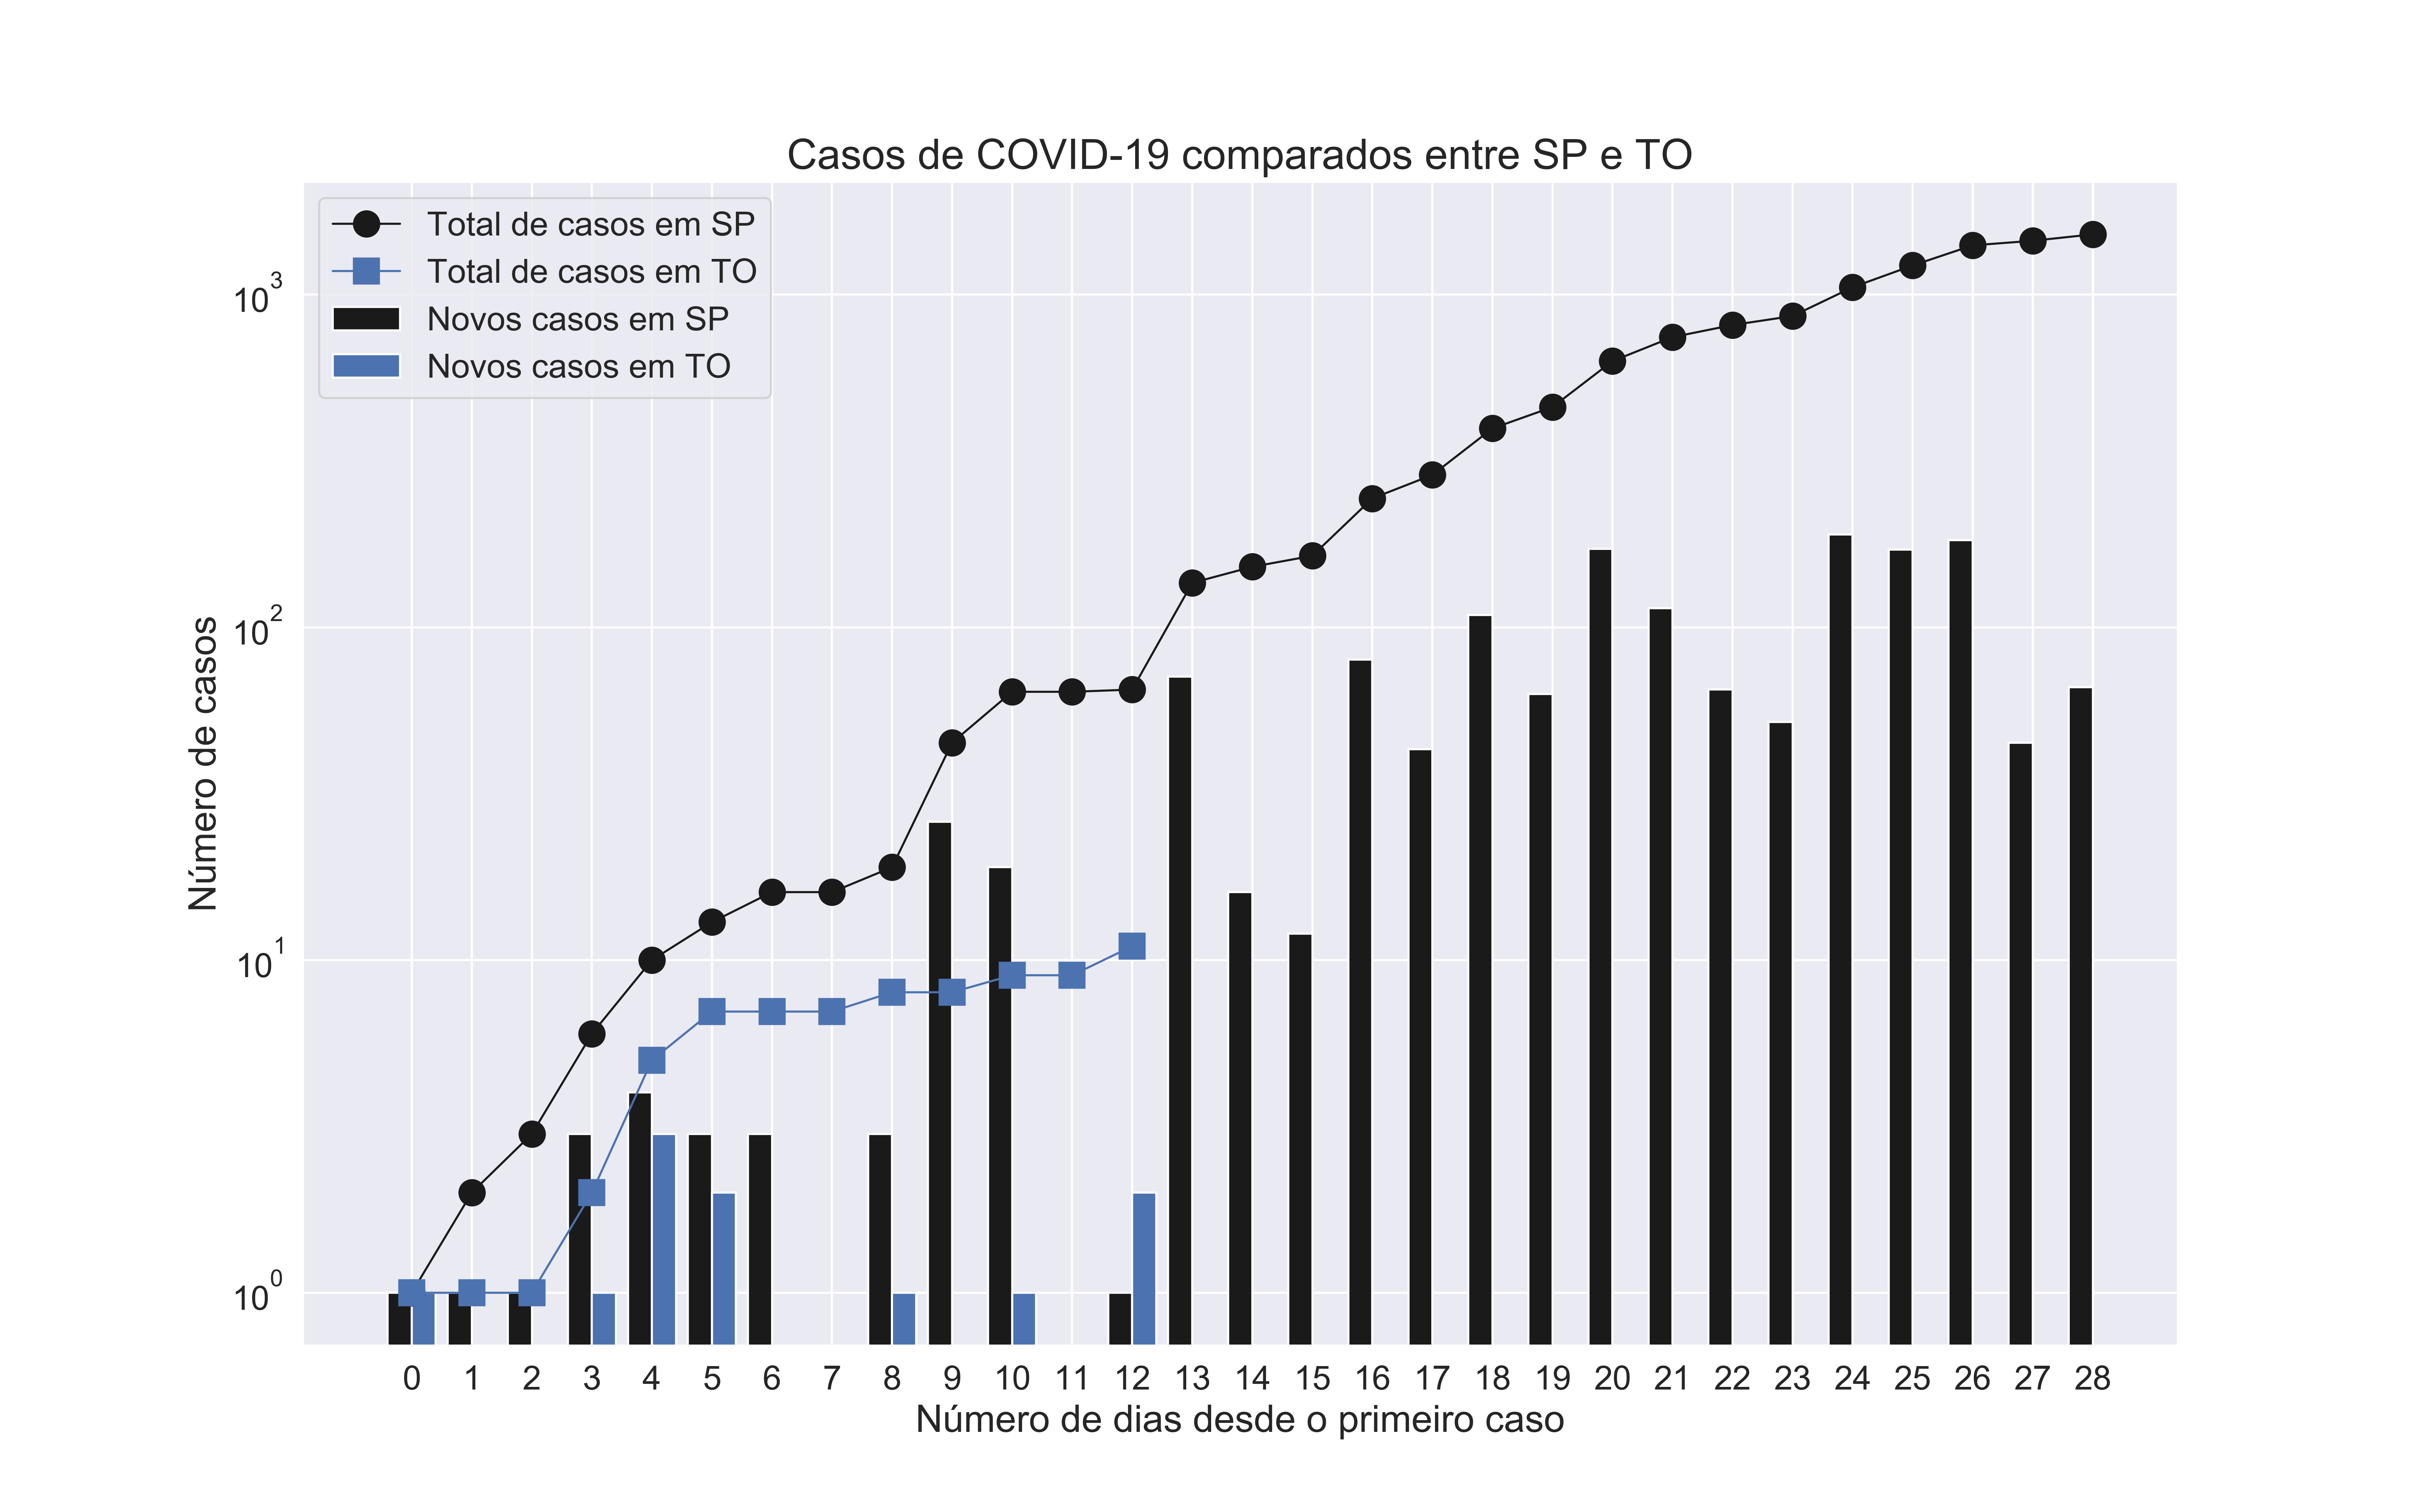 Casos de COVID-19 comparados entre SP e TO
Total de casos em SP
Total de casos em TO
Novos casos em SP
Novos casos em TO
10³
10²
10¹
10⁰
Número de casos
0 1 2 3 4 5 6 7 8 9 10 11 12 13 14 15 16 17 18 19 20 21 22 23 24 25 26 27 28
Número de dias desde o primeiro caso